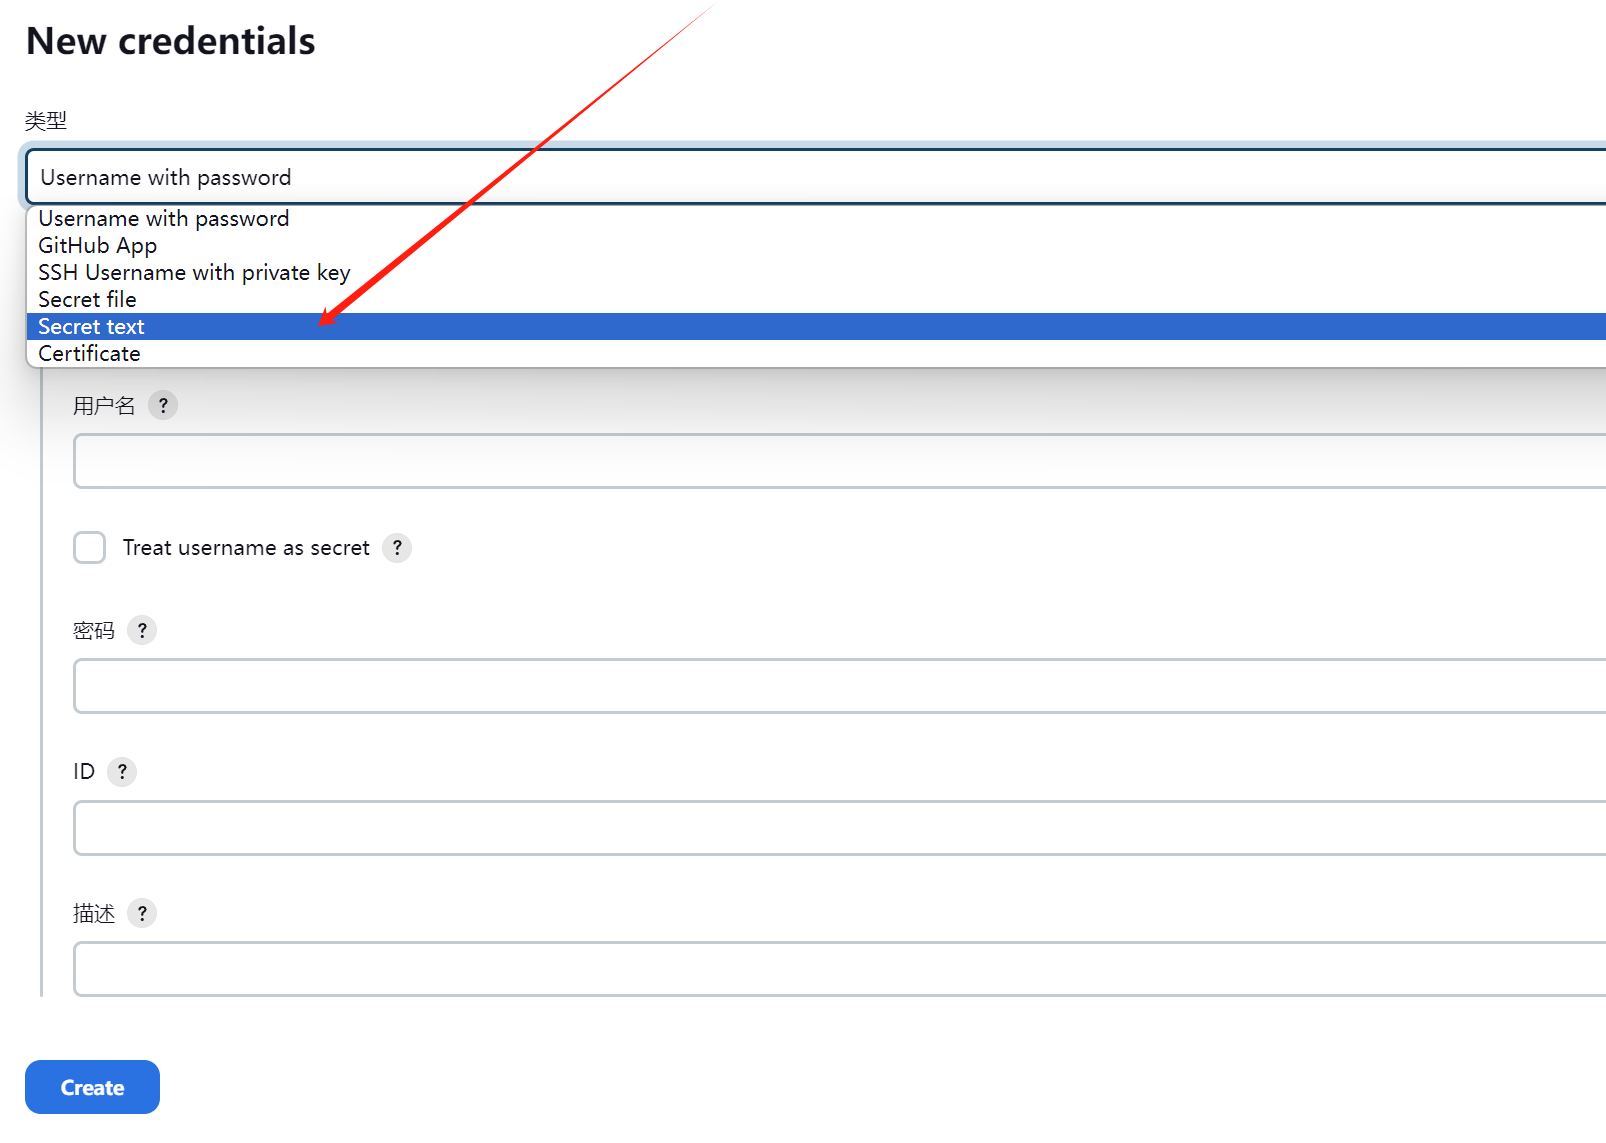 New credentials
类型
Username with password
Username with password
GitHub App
SSH Username with private key
Secret file
Secret text
Certificate
用户名 ?
Treat username as secret ?
密码 ?
ID ?
描述 ?
Create